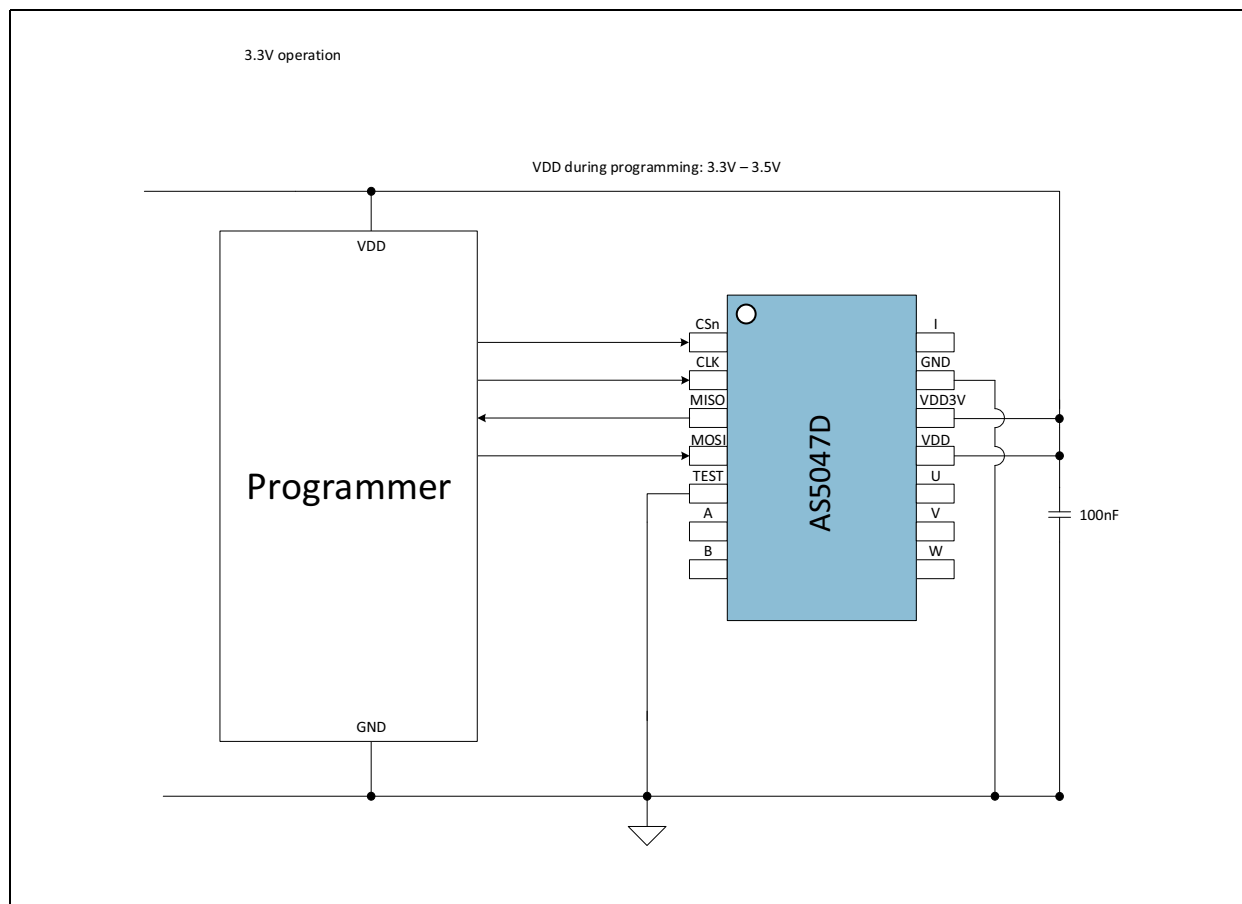 3.3V operation
VDD during programming: 3.3V – 3.5V
VDD
Programmer
GND
CSn
CLK
MISO
MOSI
TEST
A
B
AS5047D
I
GND
VDD3V
VDD
U
V
W
100nF